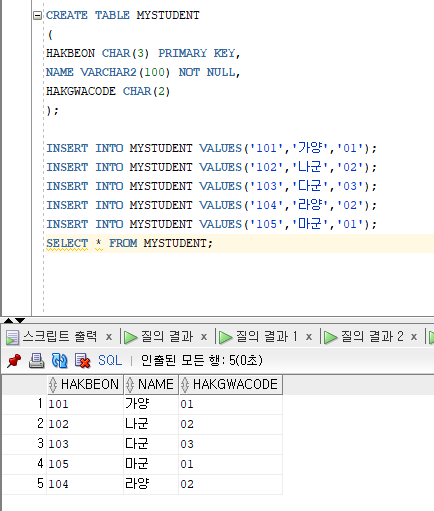 CREATE TABLE MYSTUDENT
(
HAKBEON CHAR(3) PRIMARY KEY,
NAME VARCHAR2(100) NOT NULL,
HAKGWACODE CHAR(2)
);
INSERT INTO MYSTUDENT VALUES('101','가양','01');
INSERT INTO MYSTUDENT VALUES('102','나군','02');
INSERT INTO MYSTUDENT VALUES('103','다군','03');
INSERT INTO MYSTUDENT VALUES('104','라양','02');
INSERT INTO MYSTUDENT VALUES('105','마군','01');
SELECT * FROM MYSTUDENT;
스크립트 출력 x 질의 결과 x 질의 결과 1 x 질의 결과 2 x
SQL | 인출된 모든 행: 5(0초)
HAKBEON NAME HAKGWACODE
1 101 가양 01
2 102 나군 02
3 103 다군 03
4 105 마군 01
5 104 라양 02